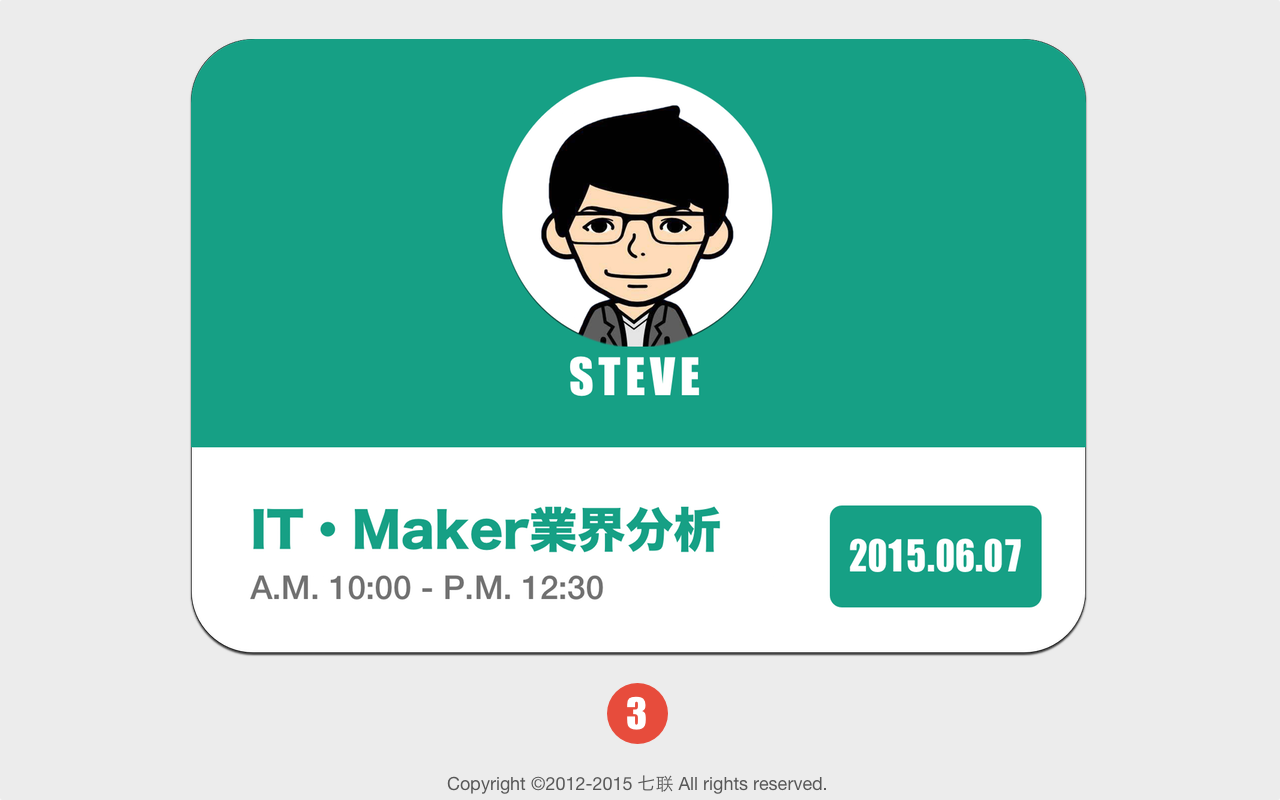 STEVE
IT・Maker業界分析
A.M. 10:00 - P.M. 12:30
2015.06.07
3
Copyright ©2012-2015 七联 All rights reserved.